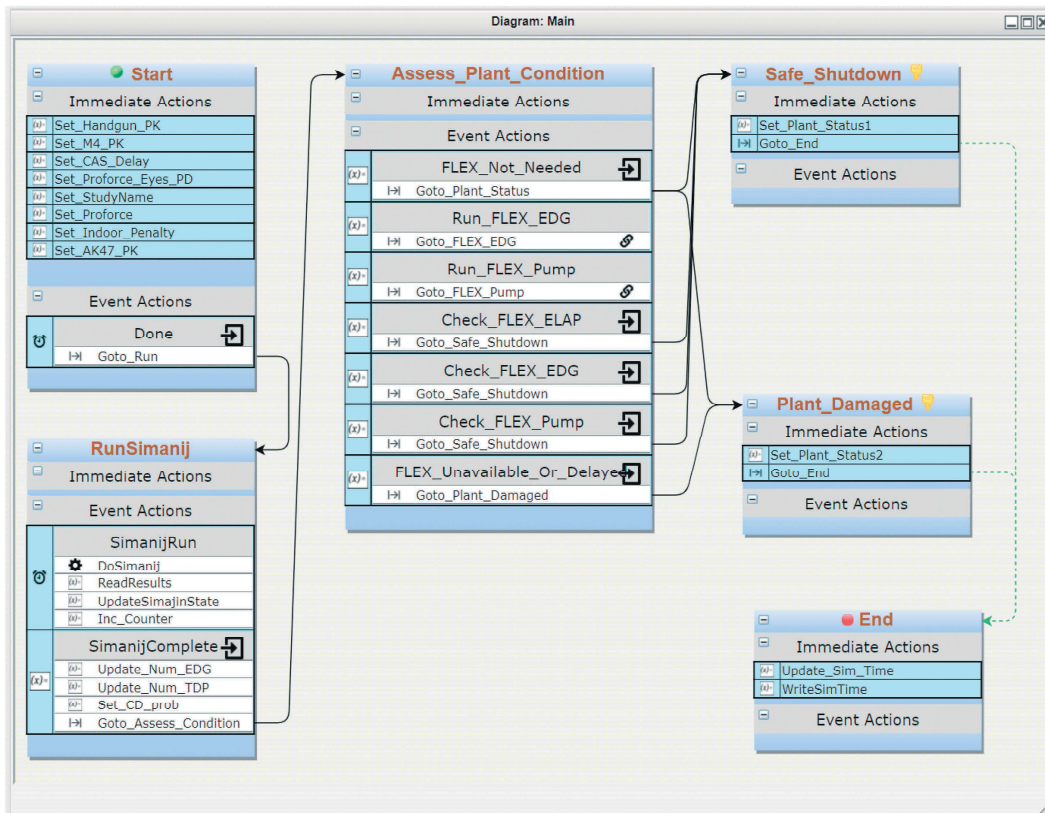 Diagram: Main
Start
Immediate Actions
Set_Handgun_PK
Set_M4_PK
Set_CAS_Delay
Set_Proforce_Eyes_PD
Set_StudyName
Set_Proforce
Set_Indoor_Penalty
Set_AK47_PK
Event Actions
Done
Goto_Run
RunSimanij
Immediate Actions
Event Actions
SimanijRun
DoSimanij
ReadResults
UpdateSimajinState
Inc_Counter
SimanijComplete
Update_Num_EDG
Update_Num_TDP
Set_CD_prob
Goto_Assess_Condition
Assess_Plant_Condition
Immediate Actions
Event Actions
FLEX_Not_Needed
Goto_Plant_Status
Run_FLEX_EDG
Goto_FLEX_EDG
Run_FLEX_Pump
Goto_FLEX_Pump
Check_FLEX_ELAP
Goto_Safe_Shutdown
Check_FLEX_EDG
Goto_Safe_Shutdown
Check_FLEX_Pump
Goto_Safe_Shutdown
FLEX_Unavailable_Or_Delayed
Goto_Plant_Damaged
Safe_Shutdown
Immediate Actions
Set_Plant_Status1
Goto_End
Event Actions
Plant_Damaged
Immediate Actions
Set_Plant_Status2
Goto_End
Event Actions
End
Immediate Actions
Update_Sim_Time
WriteSimTime
Event Actions